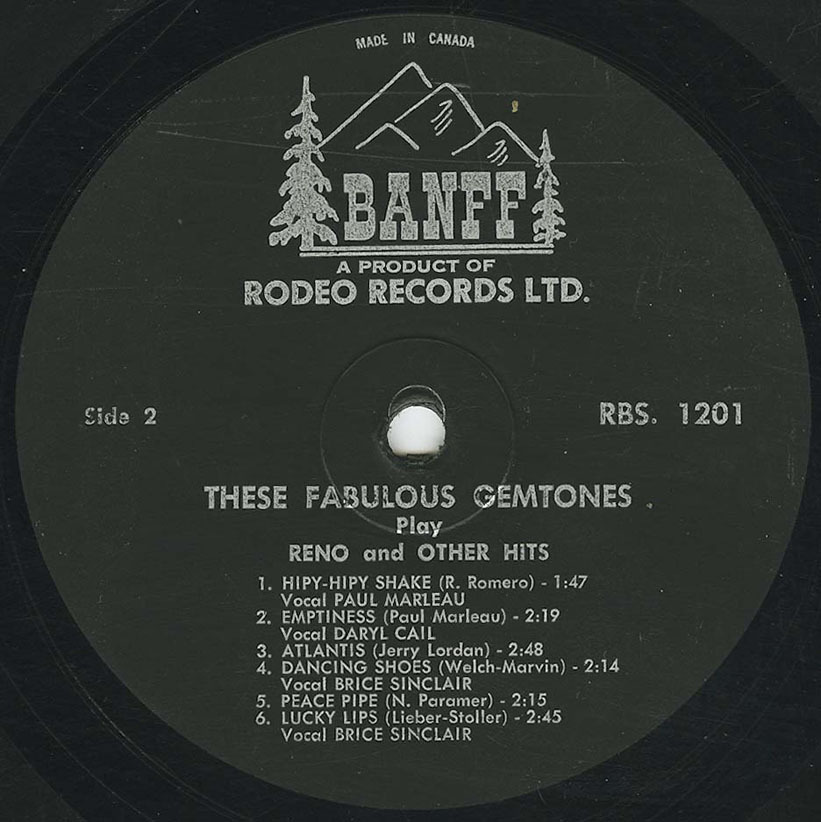 MADE IN CANADA
BANFF
A PRODUCT OF
RODEO RECORDS LTD.
Side 2
RBS. 1201
THESE FABULOUS GEMTONES
Play
RENO and OTHER HITS
1. HIPY-HIPY SHAKE (R. Romero) - 1:47
Vocal PAUL MARLEAU
2. EMPTINESS (Paul Marleau) - 2:19
Vocal DARYL CAIL
3. ATLANTIS (Jerry Lordan) - 2:48
4. DANCING SHOES (Welch-Marvin) - 2:14
Vocal BRICE SINCLAIR
5. PEACE PIPE (N. Paramer) - 2:15
6. LUCKY LIPS (Lieber-Stoller) - 2:45
Vocal BRICE SINCLAIR